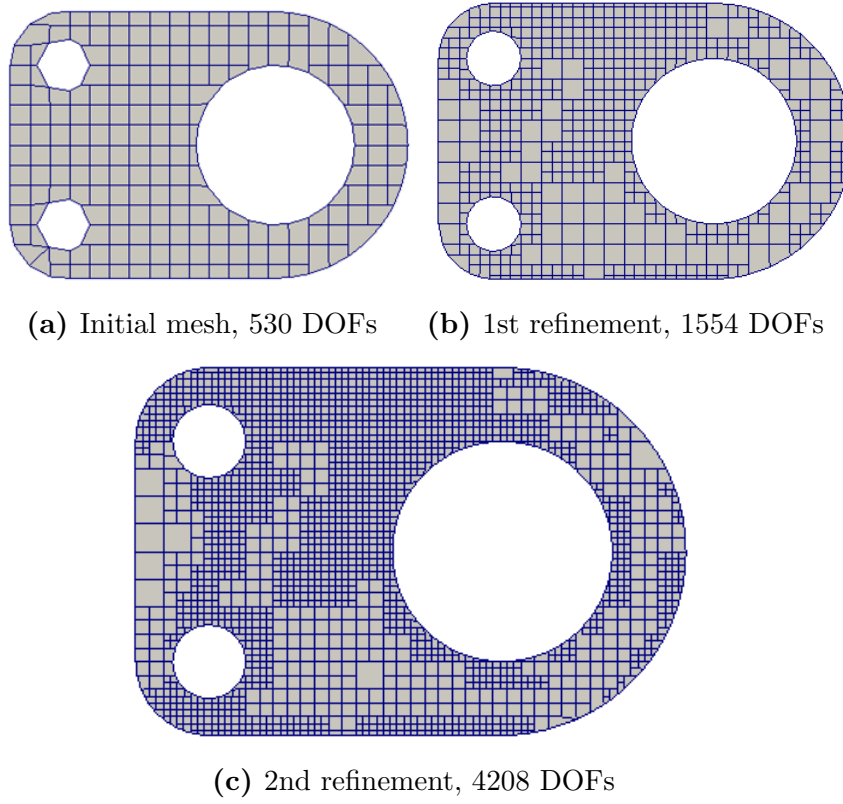 (a) Initial mesh, 530 DOFs
(b) 1st refinement, 1554 DOFs
(c) 2nd refinement, 4208 DOFs